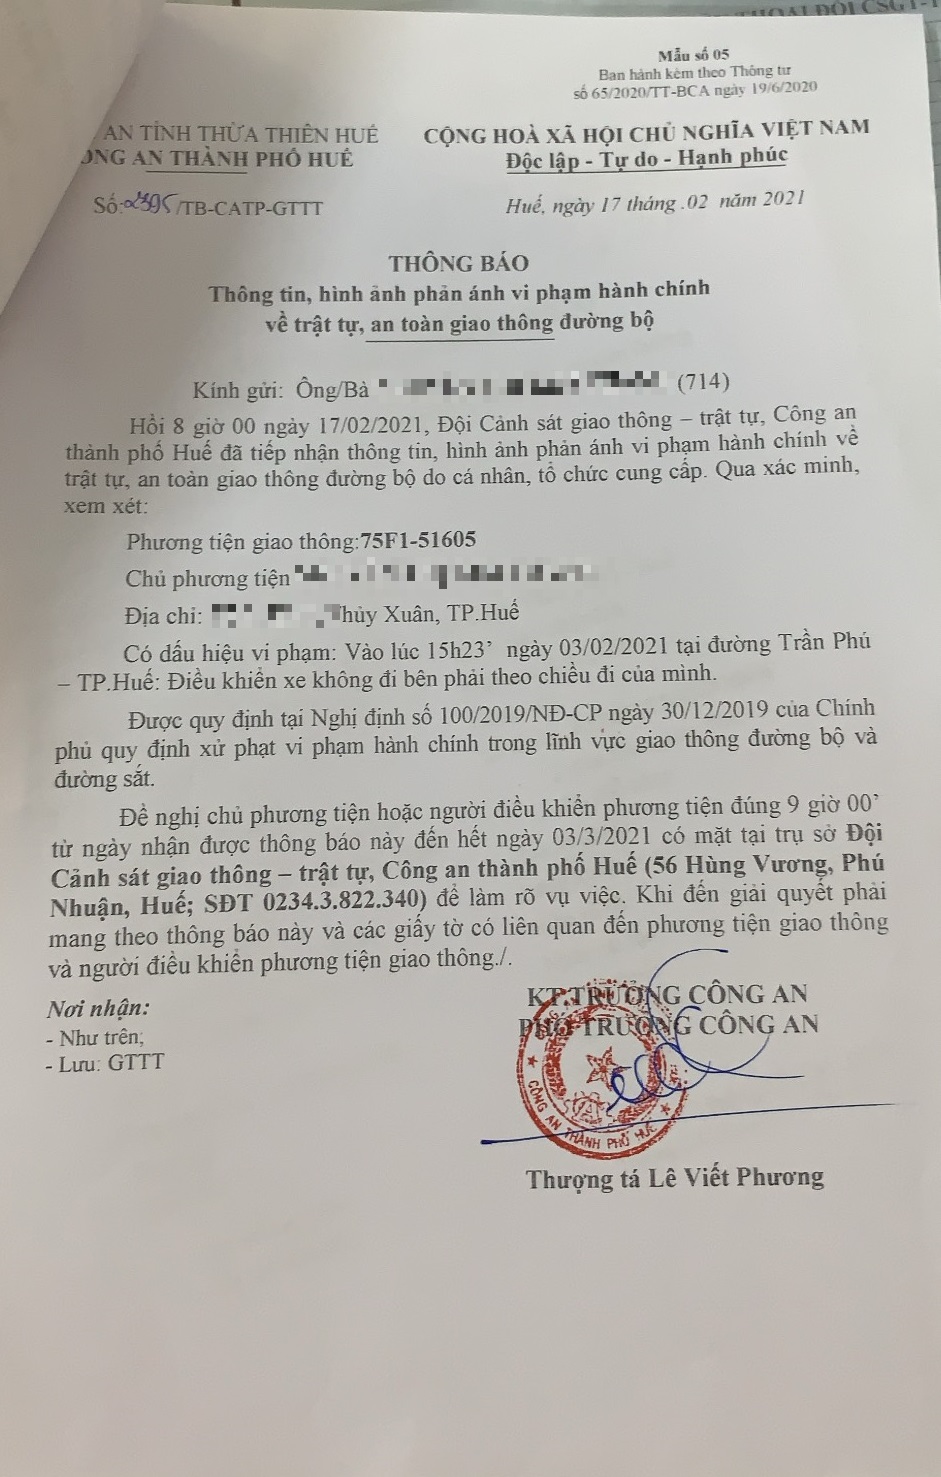 THOẠI ĐỘI CSGT-T
Mẫu số 05
Ban hành kèm theo Thông tư
số 65/2020/TT-BCA ngày 19/6/2020
AN TỈNH THỪA THIÊN HUẾ
ÔNG AN THÀNH PHỐ HUẾ
CỘNG HOÀ XÃ HỘI CHỦ NGHĨA VIỆT NAM
Độc lập - Tự do - Hạnh phúc
Số:2395/TB-CATP-GTTT
Huế, ngày 17 tháng .02 năm 2021
THÔNG BÁO
Thông tin, hình ảnh phản ánh vi phạm hành chính
về trật tự, an toàn giao thông đường bộ
Kính gửi: Ông/Bà (714)
Hồi 8 giờ 00 ngày 17/02/2021, Đội Cảnh sát giao thông – trật tự, Công an
thành phố Huế đã tiếp nhận thông tin, hình ảnh phản ánh vi phạm hành chính về
trật tự, an toàn giao thông đường bộ do cá nhân, tổ chức cung cấp. Qua xác minh,
xem xét:
Phương tiện giao thông:75F1-51605
Chủ phương tiện
Địa chỉ: Thủy Xuân, TP.Huế
Có dấu hiệu vi phạm: Vào lúc 15h23’ ngày 03/02/2021 tại đường Trần Phú
– TP.Huế: Điều khiển xe không đi bên phải theo chiều đi của mình.
Được quy định tại Nghị định số 100/2019/NĐ-CP ngày 30/12/2019 của Chính
phủ quy định xử phạt vi phạm hành chính trong lĩnh vực giao thông đường bộ và
đường sắt.
Đề nghị chủ phương tiện hoặc người điều khiển phương tiện đúng 9 giờ 00’
từ ngày nhận được thông báo này đến hết ngày 03/3/2021 có mặt tại trụ sở Đội
Cảnh sát giao thông – trật tự, Công an thành phố Huế (56 Hùng Vương, Phú
Nhuận, Huế; SĐT 0234.3.822.340) để làm rõ vụ việc. Khi đến giải quyết phải
mang theo thông báo này và các giấy tờ có liên quan đến phương tiện giao thông
và người điều khiển phương tiện giao thông./.
Nơi nhận:
- Như trên;
- Lưu: GTTT
KT.TRƯỞNG CÔNG AN
PHÓ TRƯỞNG CÔNG AN
CÔNG AN THÀNH PHỐ HUẾ
Thượng tá Lê Viết Phương